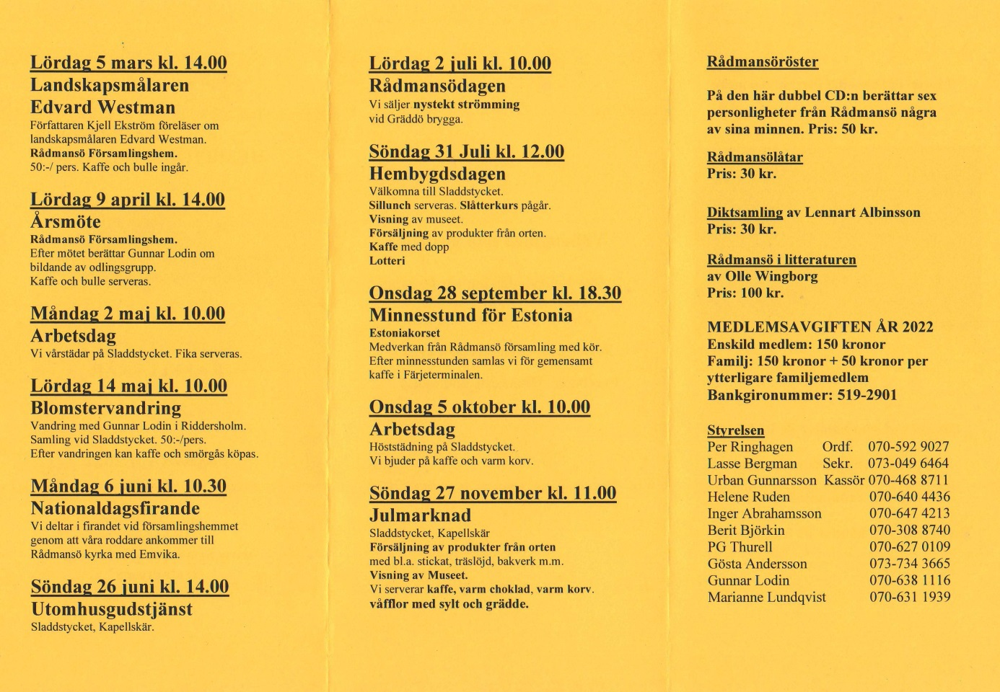 Lördag 5 mars kl. 14.00
Landskapsmålaren
Edvard Westman
Författaren Kjell Ekström föreläser om
landskapsmålaren Edvard Westman.
Rådmansö Församlingshem.
50:-/ pers. Kaffe och bulle ingår.
Lördag 9 april kl. 14.00
Årsmöte
Rådmansö Församlingshem.
Efter mötet berättar Gunnar Lodin om
bildande av odlingsgrupp.
Kaffe och bulle serveras.
Måndag 2 maj kl. 10.00
Arbetsdag
Vi vårstädar på Sladdstycket. Fika serveras.
Lördag 14 maj kl. 10.00
Blomstervandring
Vandring med Gunnar Lodin i Riddersholm.
Samling vid Sladdstycket. 50:-/pers.
Efter vandringen kan kaffe och smörgås köpas.
Måndag 6 juni kl. 10.30
Nationaldagsfirande
Vi deltar i firandet vid församlingshemmet
genom att våra roddare ankommer till
Rådmansö kyrka med Emvika.
Söndag 26 juni kl. 14.00
Utomhusgudstjänst
Sladdstycket, Kapellskär.
Lördag 2 juli kl. 10.00
Rådmansödagen
Vi säljer nystekt strömming
vid Gräddö brygga.
Söndag 31 Juli kl. 12.00
Hembygdsdagen
Välkomna till Sladdstycket.
Sillunch serveras. Slåtterkurs pågår.
Visning av museet.
Försäljning av produkter från orten.
Kaffe med dopp
Lotteri
Onsdag 28 september kl. 18.30
Minnesstund för Estonia
Estoniakorset
Medverkan från Rådmansö församling med kör.
Efter minnesstunden samlas vi för gemensamt
kaffe i Färjeterminalen.
Onsdag 5 oktober kl. 10.00
Arbetsdag
Höststädning på Sladdstycket.
Vi bjuder på kaffe och varm korv.
Söndag 27 november kl. 11.00
Julmarknad
Sladdstycket, Kapellskär
Försäljning av produkter från orten
med bl.a. stickat, träslöjd, bakverk m.m.
Visning av Museet.
Vi serverar kaffe, varm choklad, varm korv.
våfflor med sylt och grädde.
Rådmansöröster
På den här dubbel CD:n berättar sex
personligheter från Rådmansö några
av sina minnen. Pris: 50 kr.
Rådmansölåtar
Pris: 30 kr.
Diktsamling av Lennart Albinsson
Pris: 30 kr.
Rådmansö i litteraturen
av Olle Wingborg
Pris: 100 kr.
MEDLEMSAVGIFTEN ÅR 2022
Enskild medlem: 150 kronor
Familj: 150 kronor + 50 kronor per
ytterligare familjemedlem
Bankgironummer: 519-2901
Styrelsen
Per Ringhagen Ordf. 070-592 9027
Lasse Bergman Sekr. 073-049 6464
Urban Gunnarsson Kassör 070-468 8711
Helene Ruden 070-640 4436
Inger Abrahamsson 070-647 4213
Berit Björkin 070-308 8740
PG Thurell 070-627 0109
Gösta Andersson 073-734 3665
Gunnar Lodin 070-638 1116
Marianne Lundqvist 070-631 1939